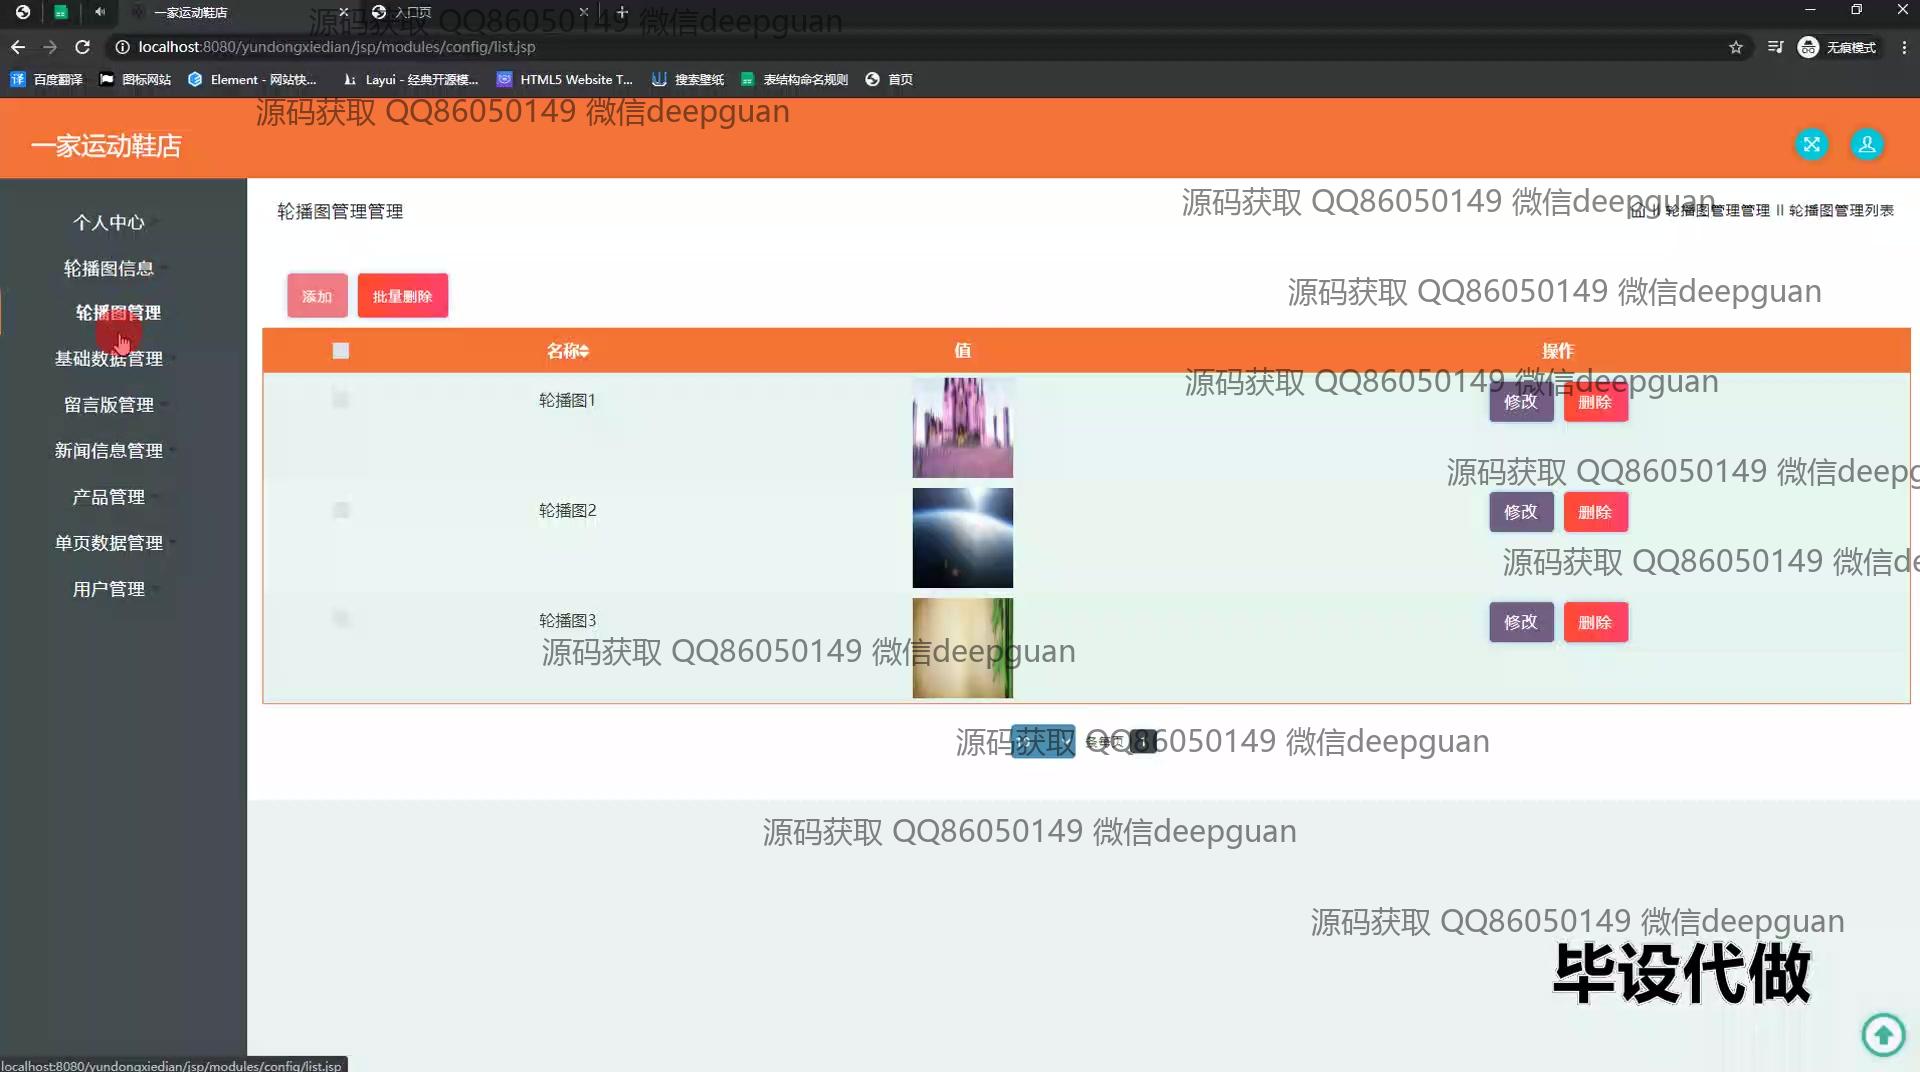 一家运动鞋店
入口页
localhost:8080/yundongxiedian/jsp/modules/config/list.jsp
无痕模式
百度翻译 图标网站 Element - 网站快... Layui - 经典开源模... HTML5 Website T... 搜索壁纸 表结构命名规则 首页
源码获取 QQ86050149 微信deepguan
源码获取 QQ86050149 微信deepguan
一家运动鞋店
个人中心
轮播图信息
轮播图管理
基础数据管理
留言版管理
新闻信息管理
产品管理
单页数据管理
用户管理
轮播图管理管理
源码获取 QQ86050149 微信deepguan
轮播图管理管理 轮播图管理列表
添加 批量删除
源码获取 QQ86050149 微信deepguan
名称 值 操作
源码获取 QQ86050149 微信deepguan
轮播图1 修改 删除
源码获取 QQ86050149 微信deepg
轮播图2 修改 删除
源码获取 QQ86050149 微信de
轮播图3 修改 删除
源码获取 QQ86050149 微信deepguan
源码获取 QQ86050149 微信deepguan
条每页 1
源码获取 QQ86050149 微信deepguan
源码获取 QQ86050149 微信deepguan
毕设代做
localhost:8080/yundongxiedian/jsp/modules/config/list.jsp